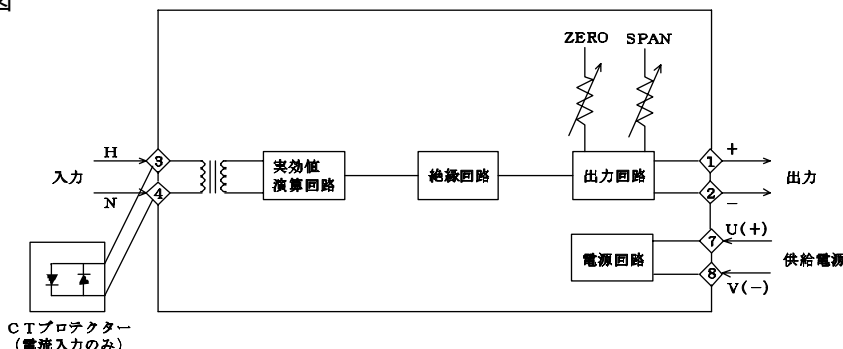 図
ZERO SPAN
H
3
入力
N
4
実効値
演算回路
絶縁回路
出力回路
1
+
2
−
出力
電源回路
7
U(+)
8
V(−)
供給電源
CTプロテクター
(電流入力のみ)